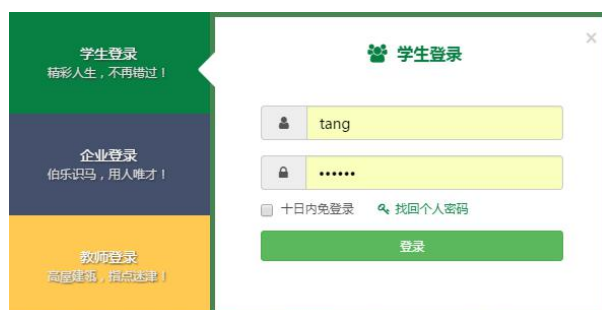 学生登录
精彩人生，不再错过！
企业登录
伯乐识马，用人唯才！
教师登录
高屋建瓴，指点迷津！
学生登录
×
tang
••••••
十日内免登录 找回个人密码
登录